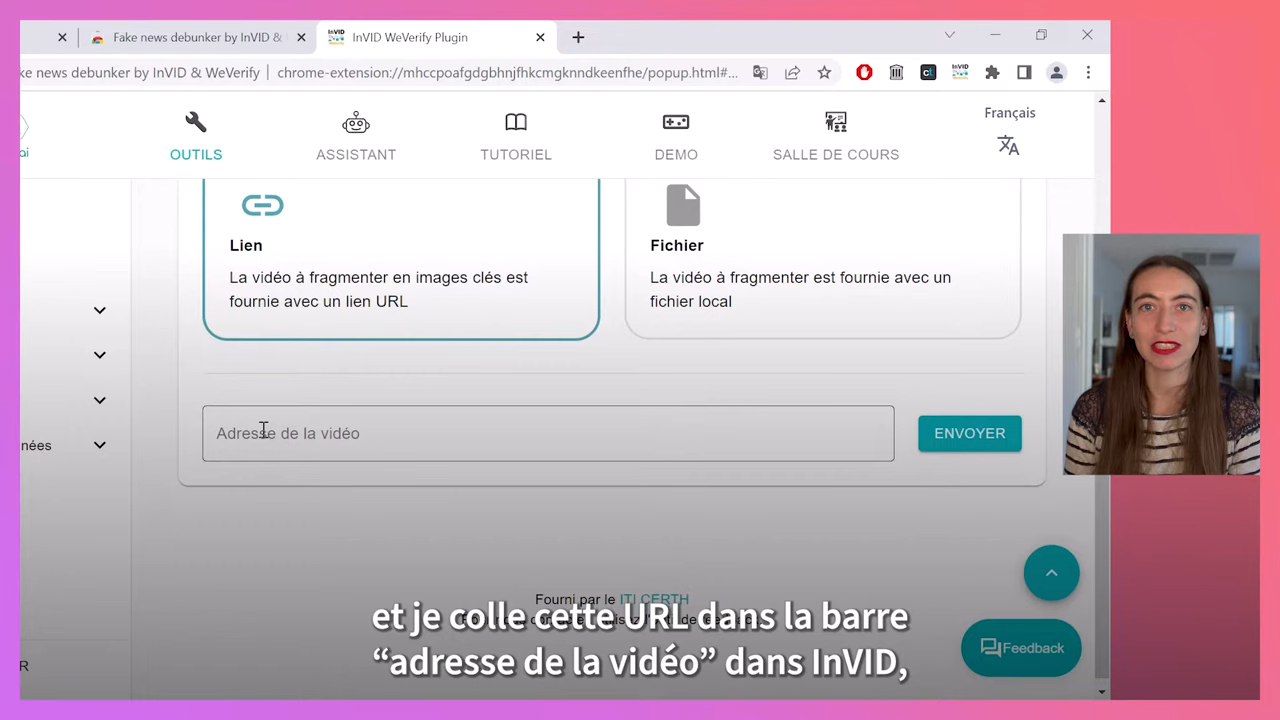 Fake news debunker by InVID &
InVID WeVerify Plugin
ke news debunker by InVID & WeVerify
chrome-extension://mhccpoafgdgbhnjfhkcmgknndkeenfhe/popup.html#...
ai
OUTILS
ASSISTANT
TUTORIEL
DEMO
SALLE DE COURS
Français
Lien
La vidéo à fragmenter en images clés est
fournie avec un lien URL
Fichier
La vidéo à fragmenter est fournie avec un
fichier local
nées
Adresse de la vidéo
ENVOYER
Fourni par le ITI CERTH
et je colle cette URL dans la barre
“adresse de la vidéo” dans InVID,
Feedback
R